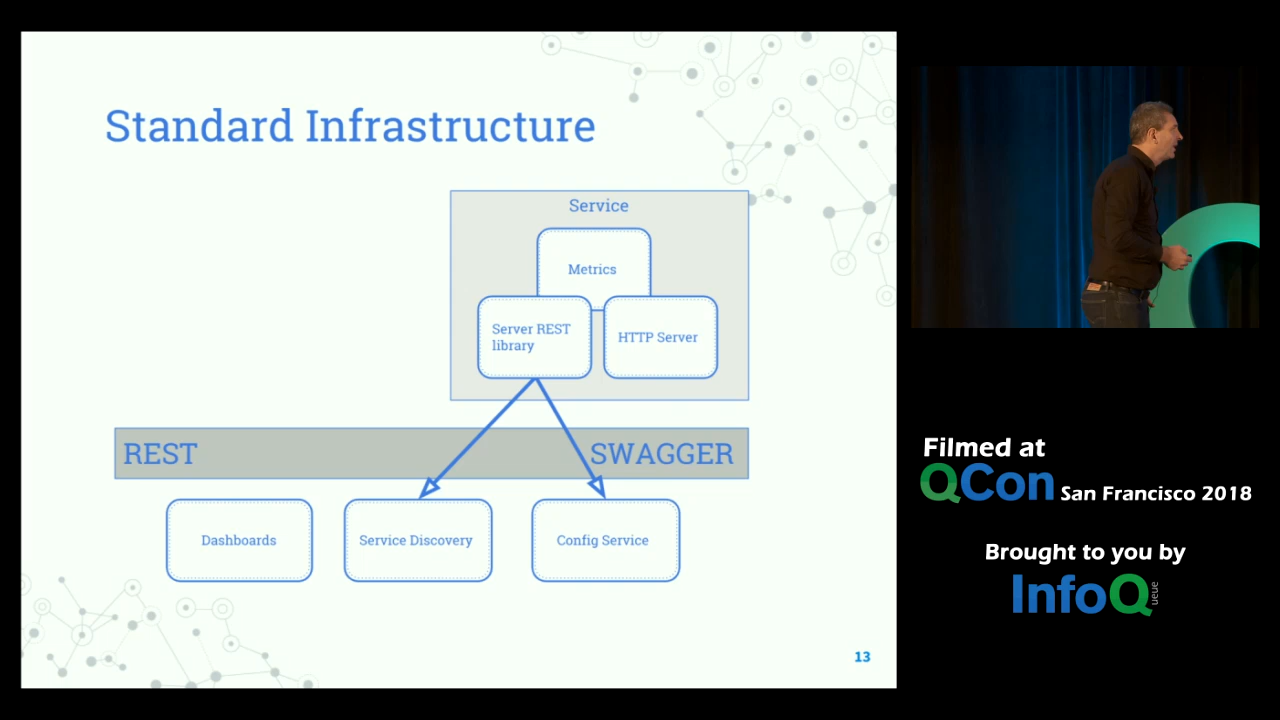 Standard Infrastructure
Service
Metrics
Server REST
library
HTTP Server
REST
SWAGGER
Dashboards
Service Discovery
Config Service
13
Filmed at
QCon San Francisco 2018
Brought to you by
InfoQueue